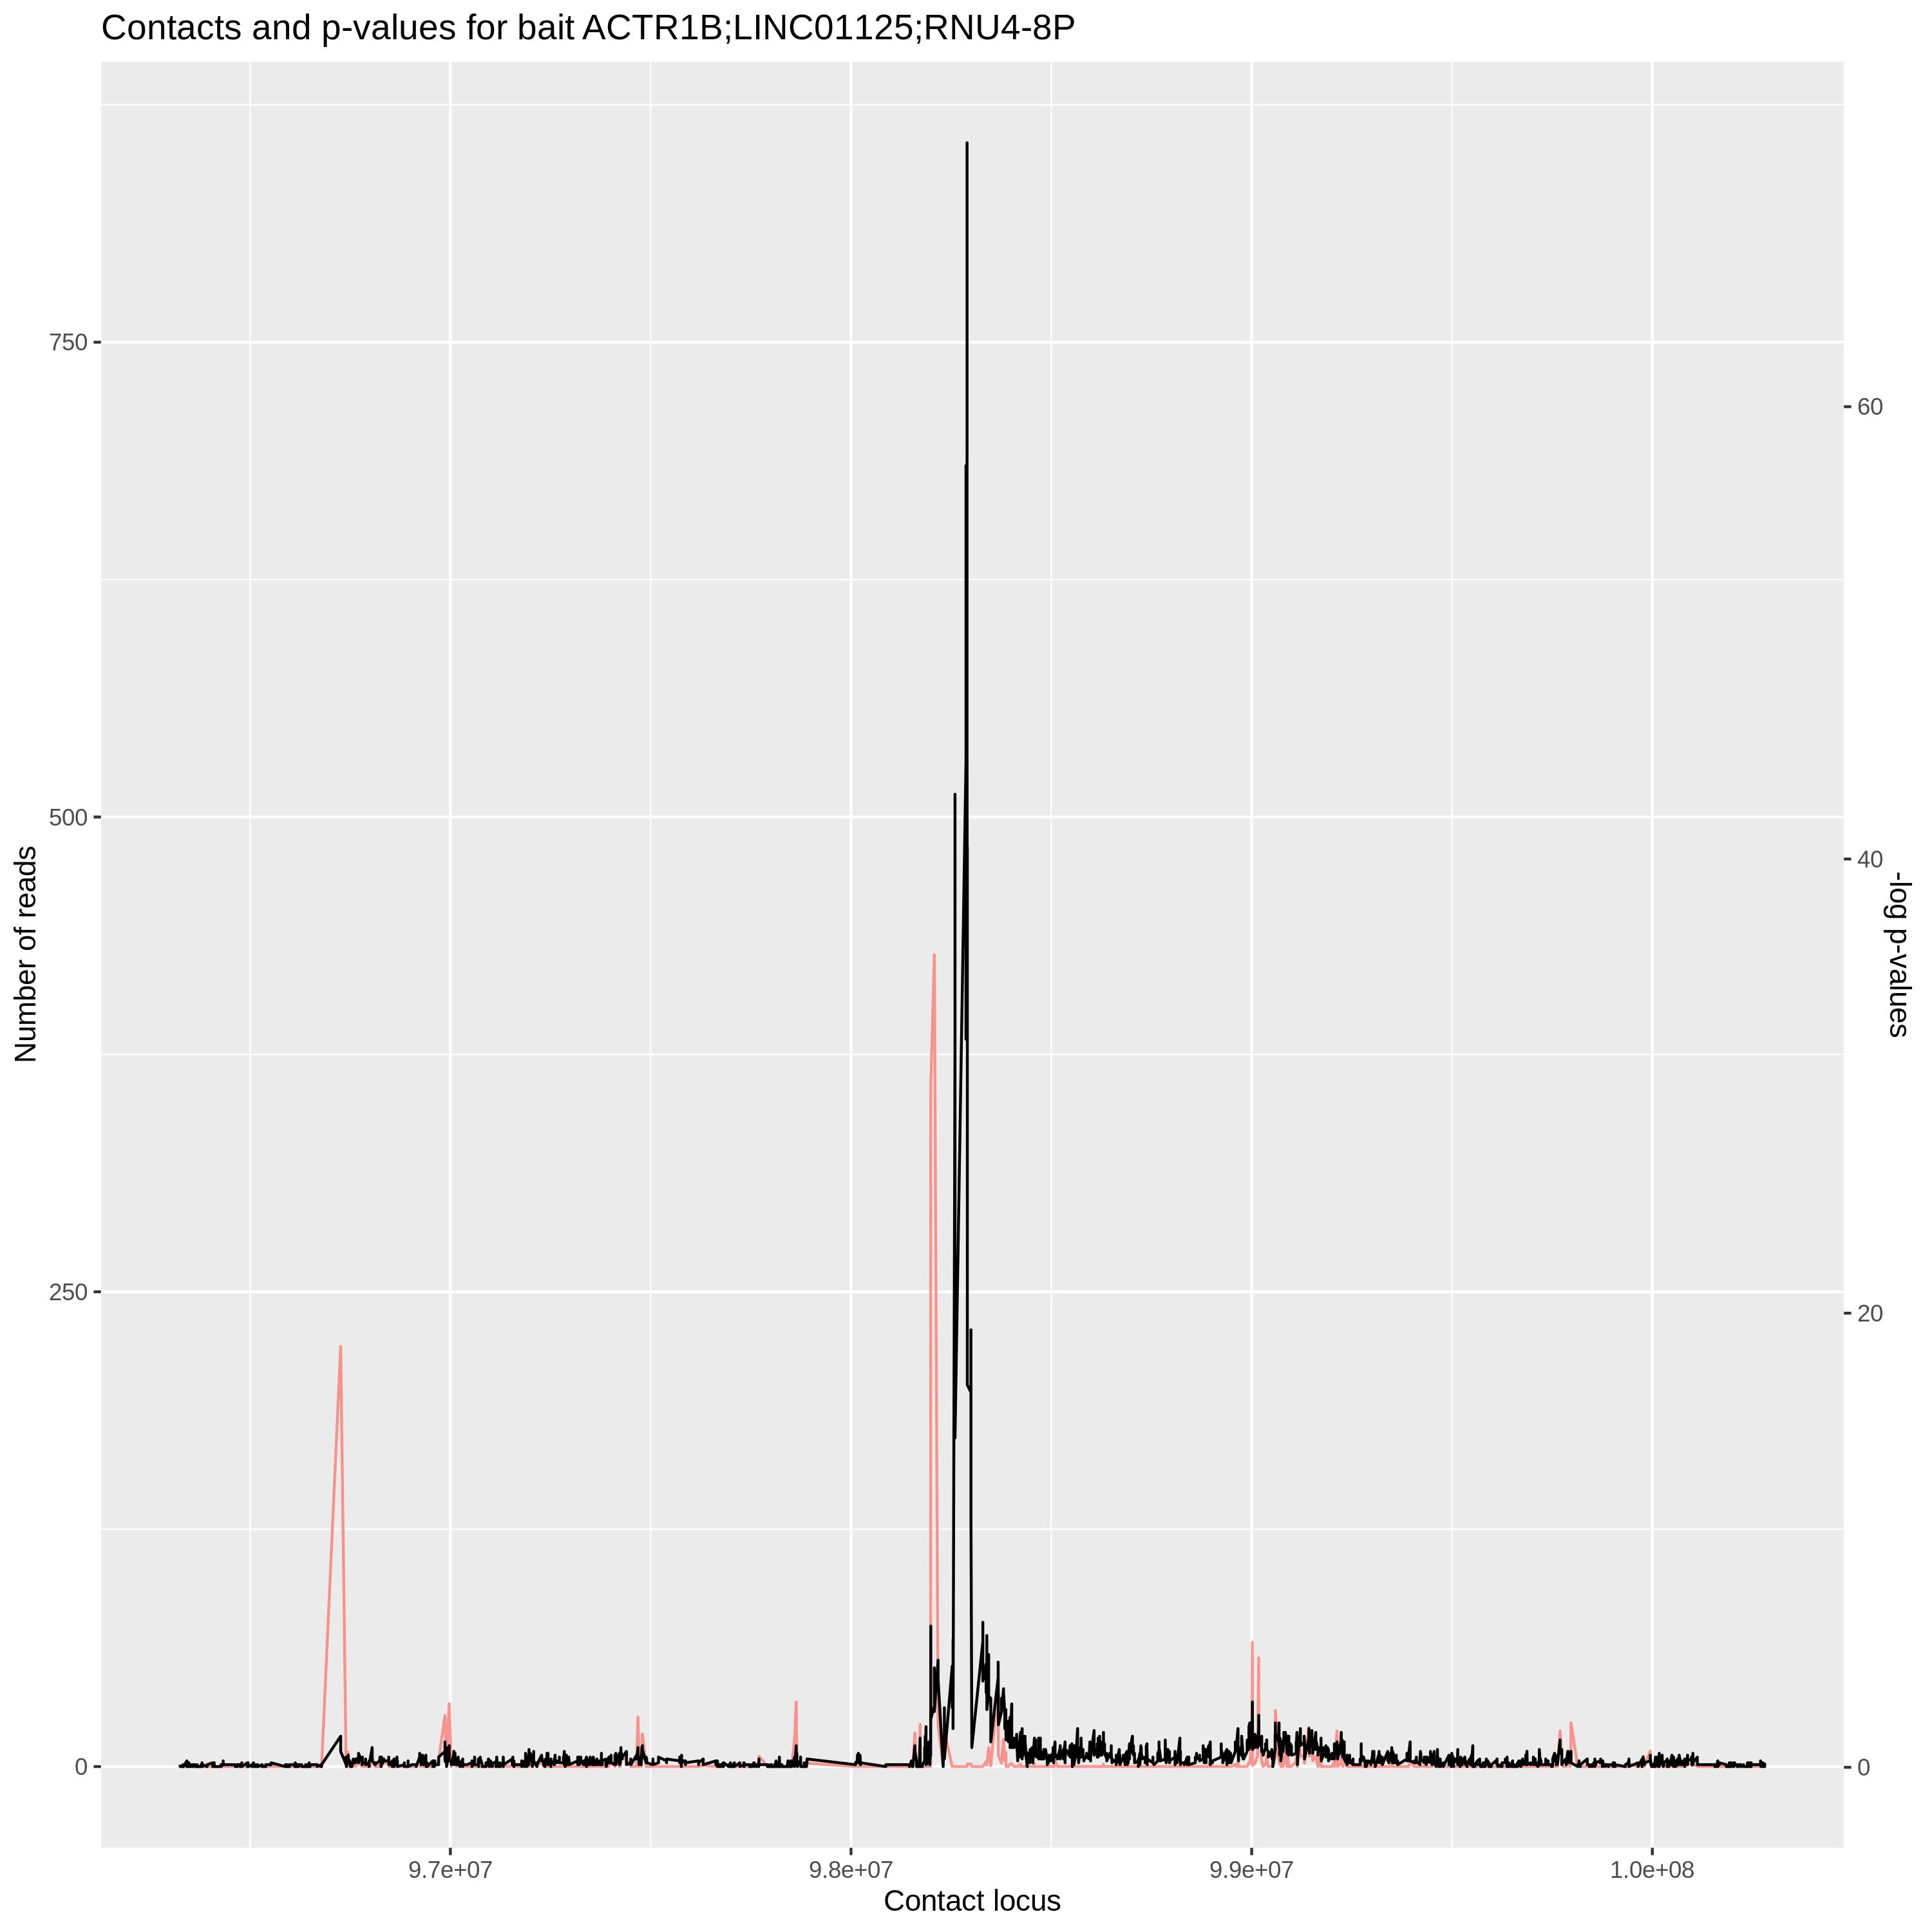 Contacts and p-values for bait ACTR1B;LINC01125;RNU4-8P
750
500
250
0
Number of reads
60
40
20
0
-log p-values
9.7e+07
9.8e+07
9.9e+07
1.0e+08
Contact locus